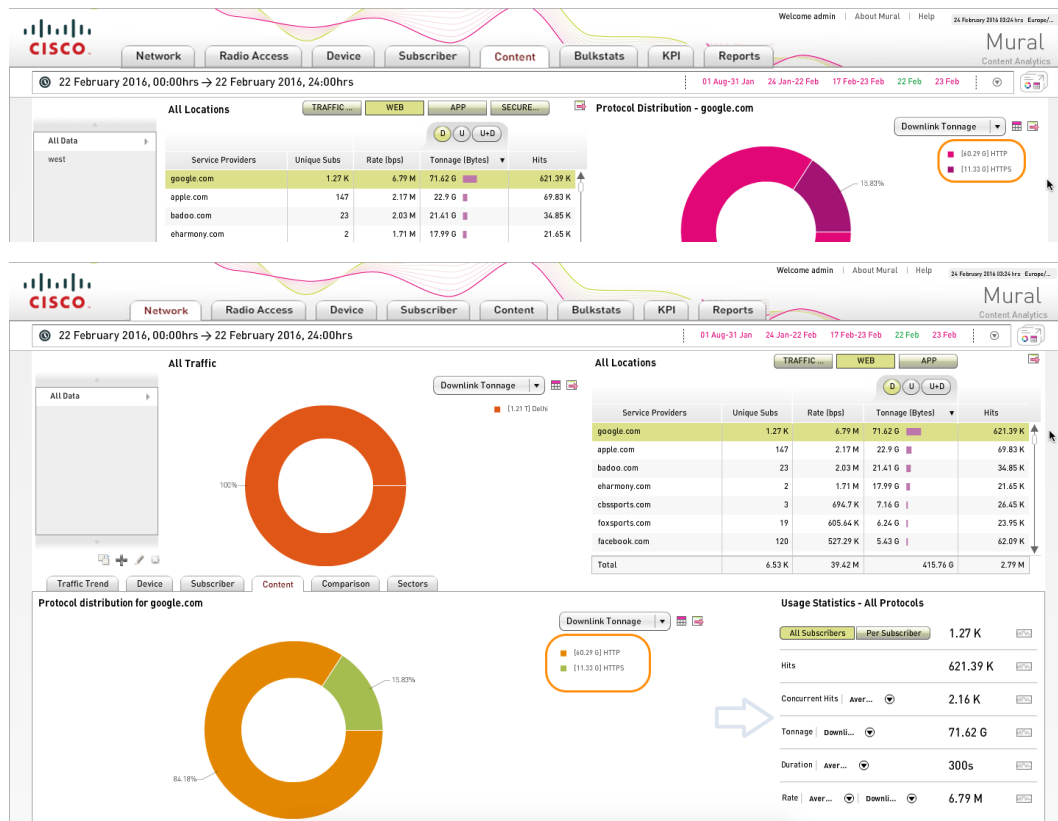 Welcome admin | About Mural | Help
24 February 2016 03:24 hrs Europe/...
CISCO
Mural
Content Analytics
Network Radio Access Device Subscriber Content Bulkstats KPI Reports
22 February 2016, 00:00hrs → 22 February 2016, 24:00hrs
01 Aug-31 Jan 24 Jan-22 Feb 17 Feb-23 Feb 22 Feb 23 Feb
All Locations TRAFFIC ... WEB APP SECURE... Protocol Distribution - google.com
Downlink Tonnage
All Data D U U+D
west
[60.29 G] HTTP
[11.33 G] HTTPS
Service Providers Unique Subs Rate (bps) Tonnage (Bytes) Hits
google.com 1.27 K 6.79 M 71.62 G 621.39 K
apple.com 147 2.17 M 22.9 G 69.83 K
badoo.com 23 2.03 M 21.41 G 34.85 K
eharmony.com 2 1.71 M 17.99 G 21.65 K
15.83%
Welcome admin | About Mural | Help
24 February 2016 03:24 hrs Europe/...
CISCO
Mural
Content Analytics
Network Radio Access Device Subscriber Content Bulkstats KPI Reports
22 February 2016, 00:00hrs → 22 February 2016, 24:00hrs
01 Aug-31 Jan 24 Jan-22 Feb 17 Feb-23 Feb 22 Feb 23 Feb
All Traffic
Downlink Tonnage
All Data
[1.21 T] Delhi
100%
All Locations TRAFFIC ... WEB APP
D U U+D
Service Providers Unique Subs Rate (bps) Tonnage (Bytes) Hits
google.com 1.27 K 6.79 M 71.62 G 621.39 K
apple.com 147 2.17 M 22.9 G 69.83 K
badoo.com 23 2.03 M 21.41 G 34.85 K
eharmony.com 2 1.71 M 17.99 G 21.65 K
cbssports.com 3 694.7 K 7.16 G 26.45 K
foxsports.com 19 605.64 K 6.24 G 23.95 K
facebook.com 120 527.29 K 5.43 G 62.09 K
Total 6.53 K 39.42 M 415.76 G 2.79 M
Traffic Trend Device Subscriber Content Comparison Sectors
Protocol distribution for google.com
Downlink Tonnage
[60.29 G] HTTP
[11.33 G] HTTPS
15.83%
84.18%
Usage Statistics - All Protocols
All Subscribers Per Subscriber 1.27 K
Hits 621.39 K
Concurrent Hits | Aver... 2.16 K
Tonnage | Downli... 71.62 G
Duration | Aver... 300s
Rate | Aver... Downli... 6.79 M